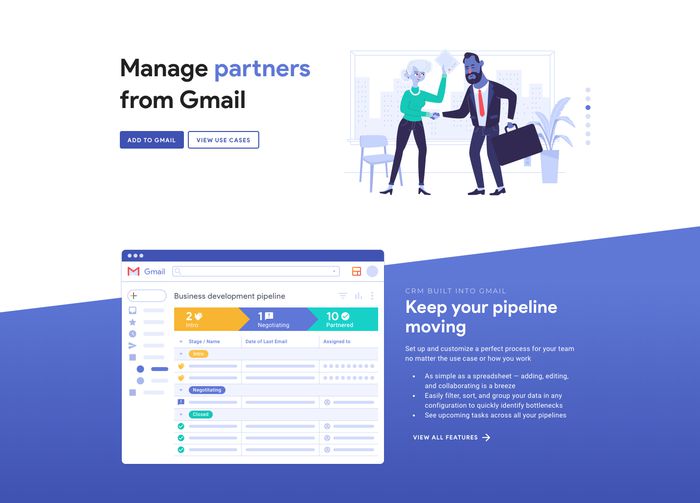 Manage partners
from Gmail
ADD TO GMAIL
VIEW USE CASES
Gmail
Business development pipeline
2
Intro
1
Negotiating
10
Partnered
Stage / Name
Date of Last Email
Assigned to
Intro
Negotitating
Closed
CRM BUILT INTO GMAIL
Keep your pipeline
moving
Set up and customize a perfect process for your team
no matter the use case or how you work
As simple as a spreadsheet — adding, editing,
and collaborating is a breeze
Easily filter, sort, and group your data in any
configuration to quickly identify bottlenecks
See upcoming tasks across all your pipelines
VIEW ALL FEATURES